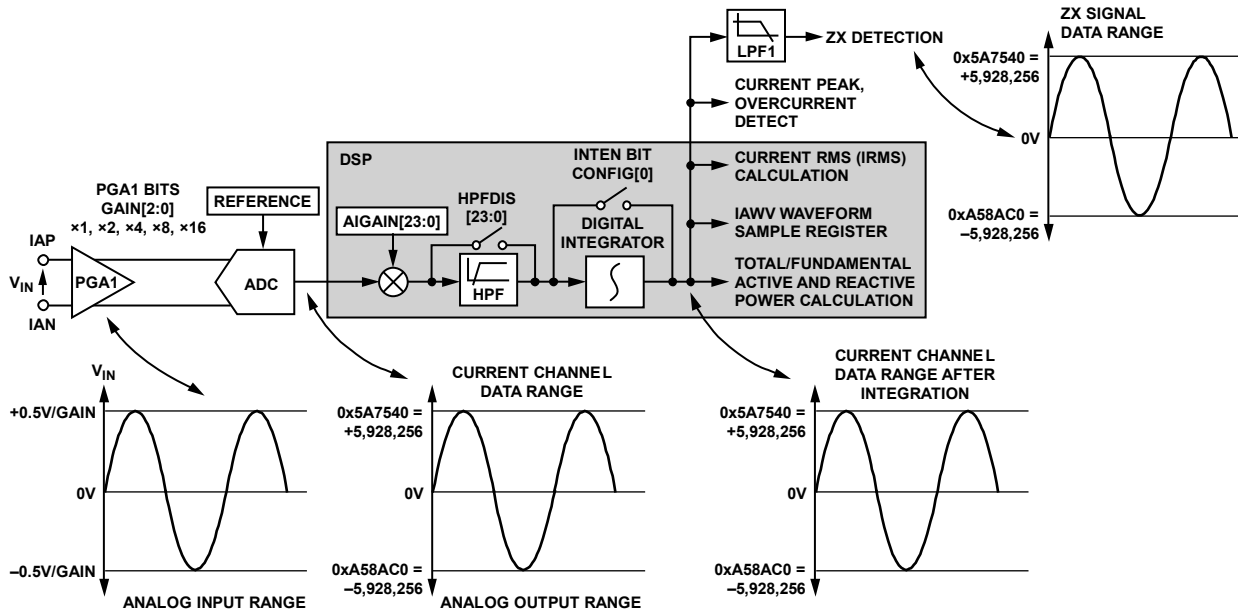 ZX SIGNAL
DATA RANGE
LPF1
ZX DETECTION
0x5A7540 =
+5,928,256
0V
0xA58AC0 =
–5,928,256
CURRENT PEAK,
OVERCURRENT
DETECT
DSP
PGA1 BITS
GAIN[2:0]
×1, ×2, ×4, ×8, ×16
REFERENCE
AIGAIN[23:0]
HPFDIS
[23:0]
INTEN BIT
CONFIG[0]
DIGITAL
INTEGRATOR
CURRENT RMS (IRMS)
CALCULATION
IAWV WAVEFORM
SAMPLE REGISTER
TOTAL/FUNDAMENTAL
ACTIVE AND REACTIVE
POWER CALCULATION
IAP
VIN
IAN
PGA1
ADC
HPF
VIN
+0.5V/GAIN
0V
–0.5V/GAIN
ANALOG INPUT RANGE
CURRENT CHANNEL
DATA RANGE
0x5A7540 =
+5,928,256
0V
0xA58AC0 =
–5,928,256
ANALOG OUTPUT RANGE
CURRENT CHANNEL
DATA RANGE AFTER
INTEGRATION
0x5A7540 =
+5,928,256
0V
0xA58AC0 =
–5,928,256